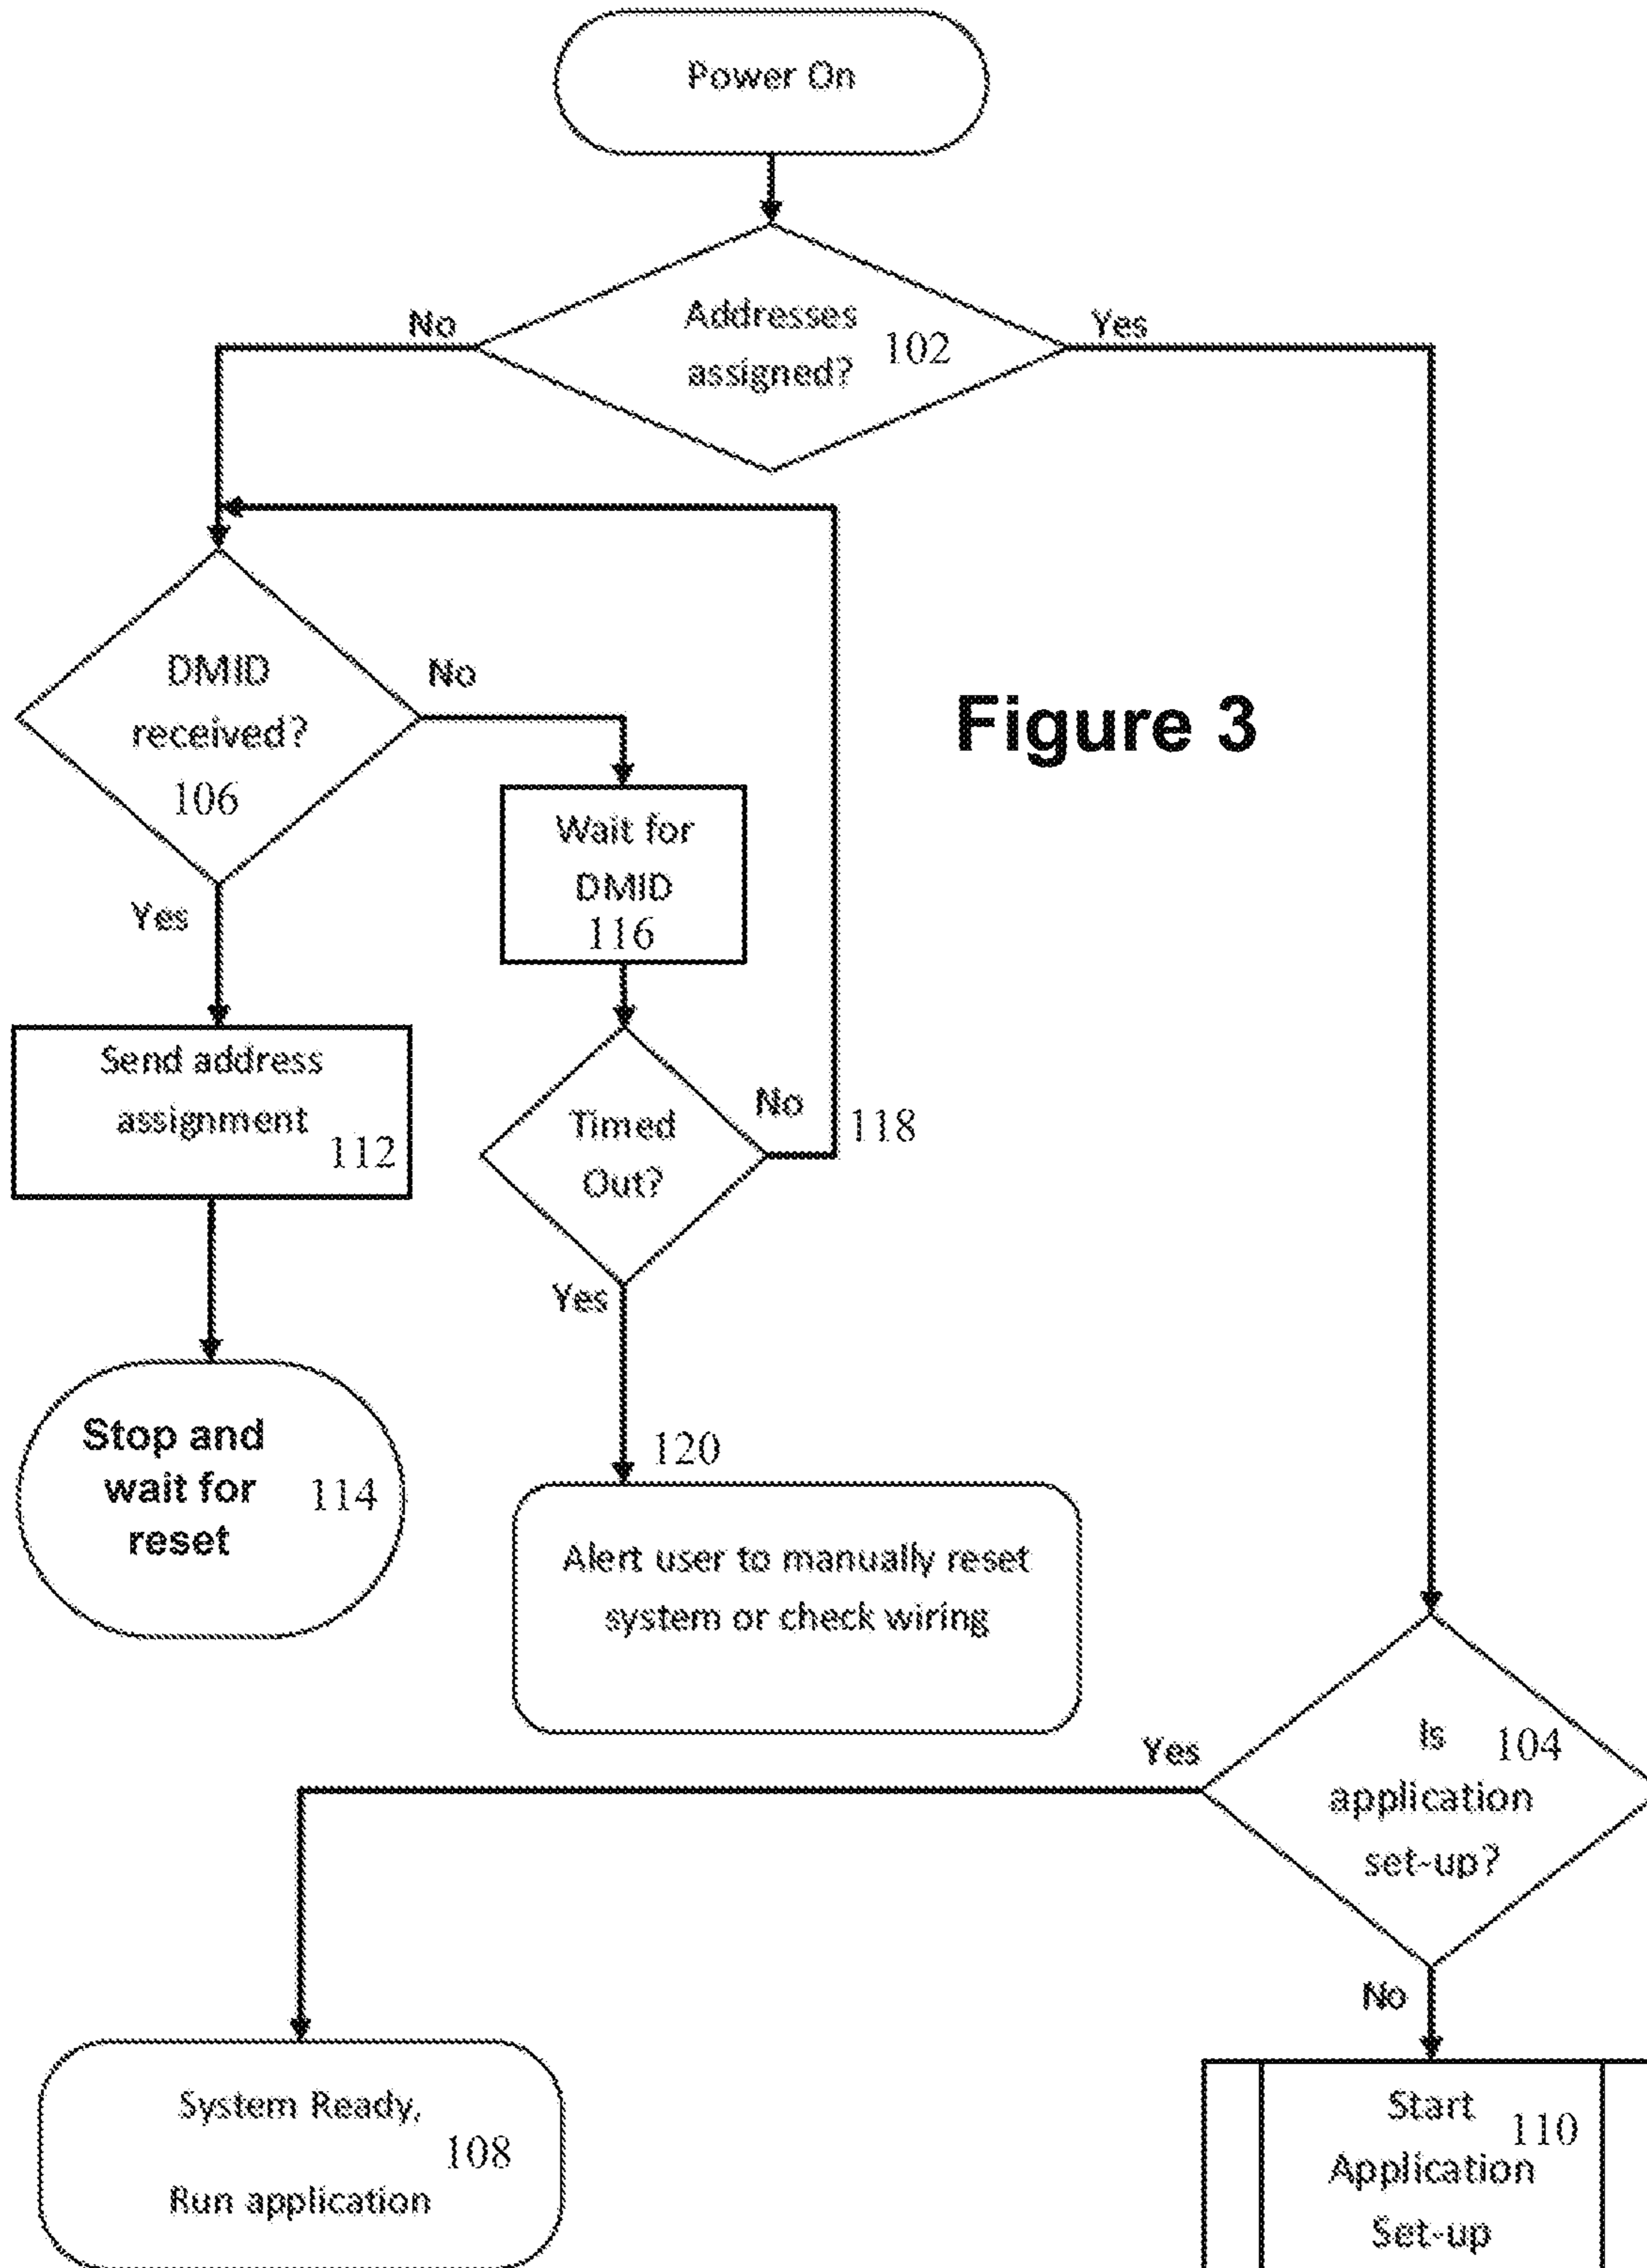 Power On
No
Addresses
assigned?
102
Yes
DMID
received?
106
No
Figure 3
Wait for
DMID
116
Yes
Send address
assignment
112
Timed
Out?
No
118
Yes
Stop and
wait for
reset
114
120
Alert user to manually reset
system or check wiring
Yes
Is
104
application
set-up?
No
System Ready,
108
Run application
Start
110
Application
Set-up